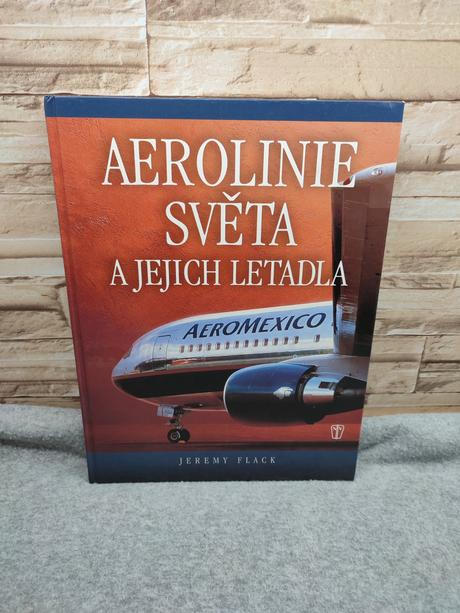 AEROLINIE
SVĚTA
A JEJICH LETADLA
AEROMEXICO
JEREMY FLACK